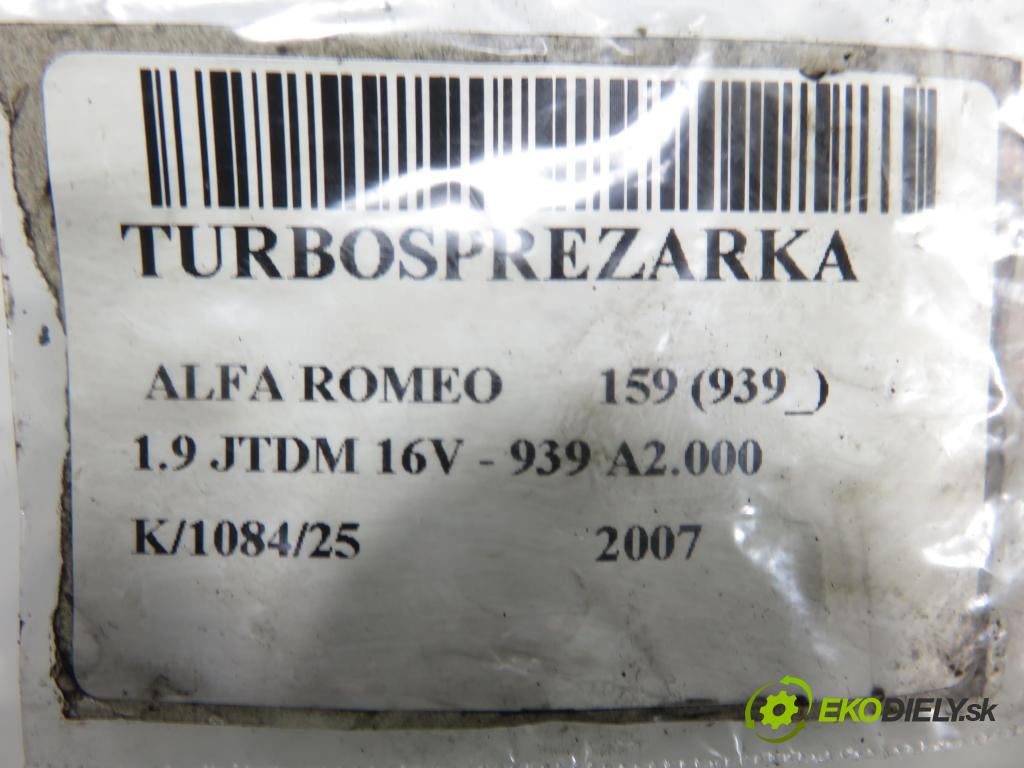 TURBOSPREZARKA
ALFA ROMEO 159 (939_)
1.9 JTDM 16V - 939 A2.000
K/1084/25 2007
EKODIELY.sk